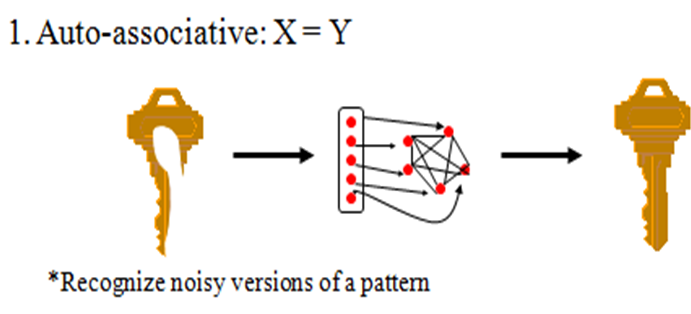 1. Auto-associative: X = Y
*Recognize noisy versions of a pattern